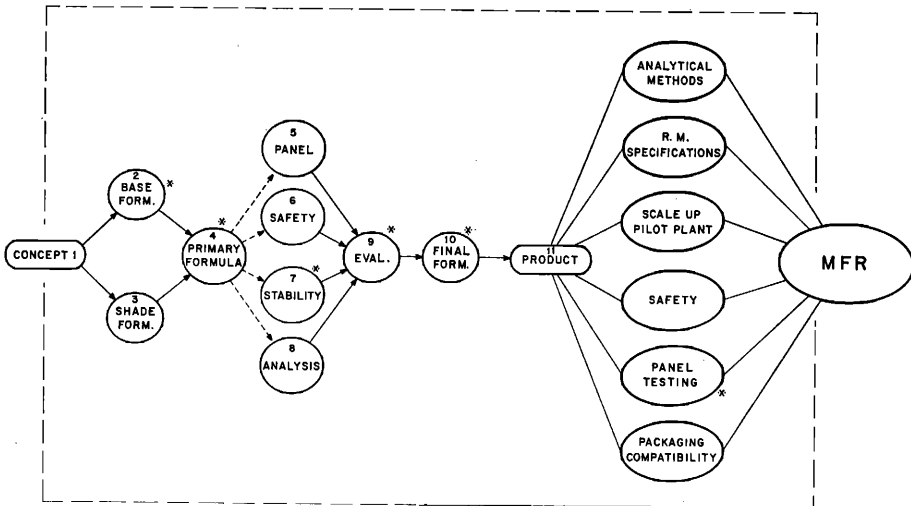 CONCEPT 1
2
BASE
FORM.
*
3
SHADE
FORM.
4
PRIMARY
FORMULA
*
5
PANEL
6
SAFETY
7
STABILITY
*
8
ANALYSIS
9
EVAL.
*
10
FINAL
FORM.
*
11
PRODUCT
ANALYTICAL
METHODS
R. M.
SPECIFICATIONS
SCALE UP
PILOT PLANT
SAFETY
PANEL
TESTING
*
PACKAGING
COMPATIBILITY
MFR